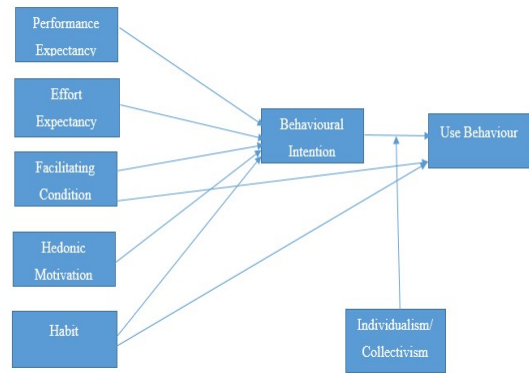 Performance
Expectancy
Effort
Expectancy
Facilitating
Condition
Hedonic
Motivation
Habit
Behavioural
Intention
Use Behaviour
Individualism/
Collectivism